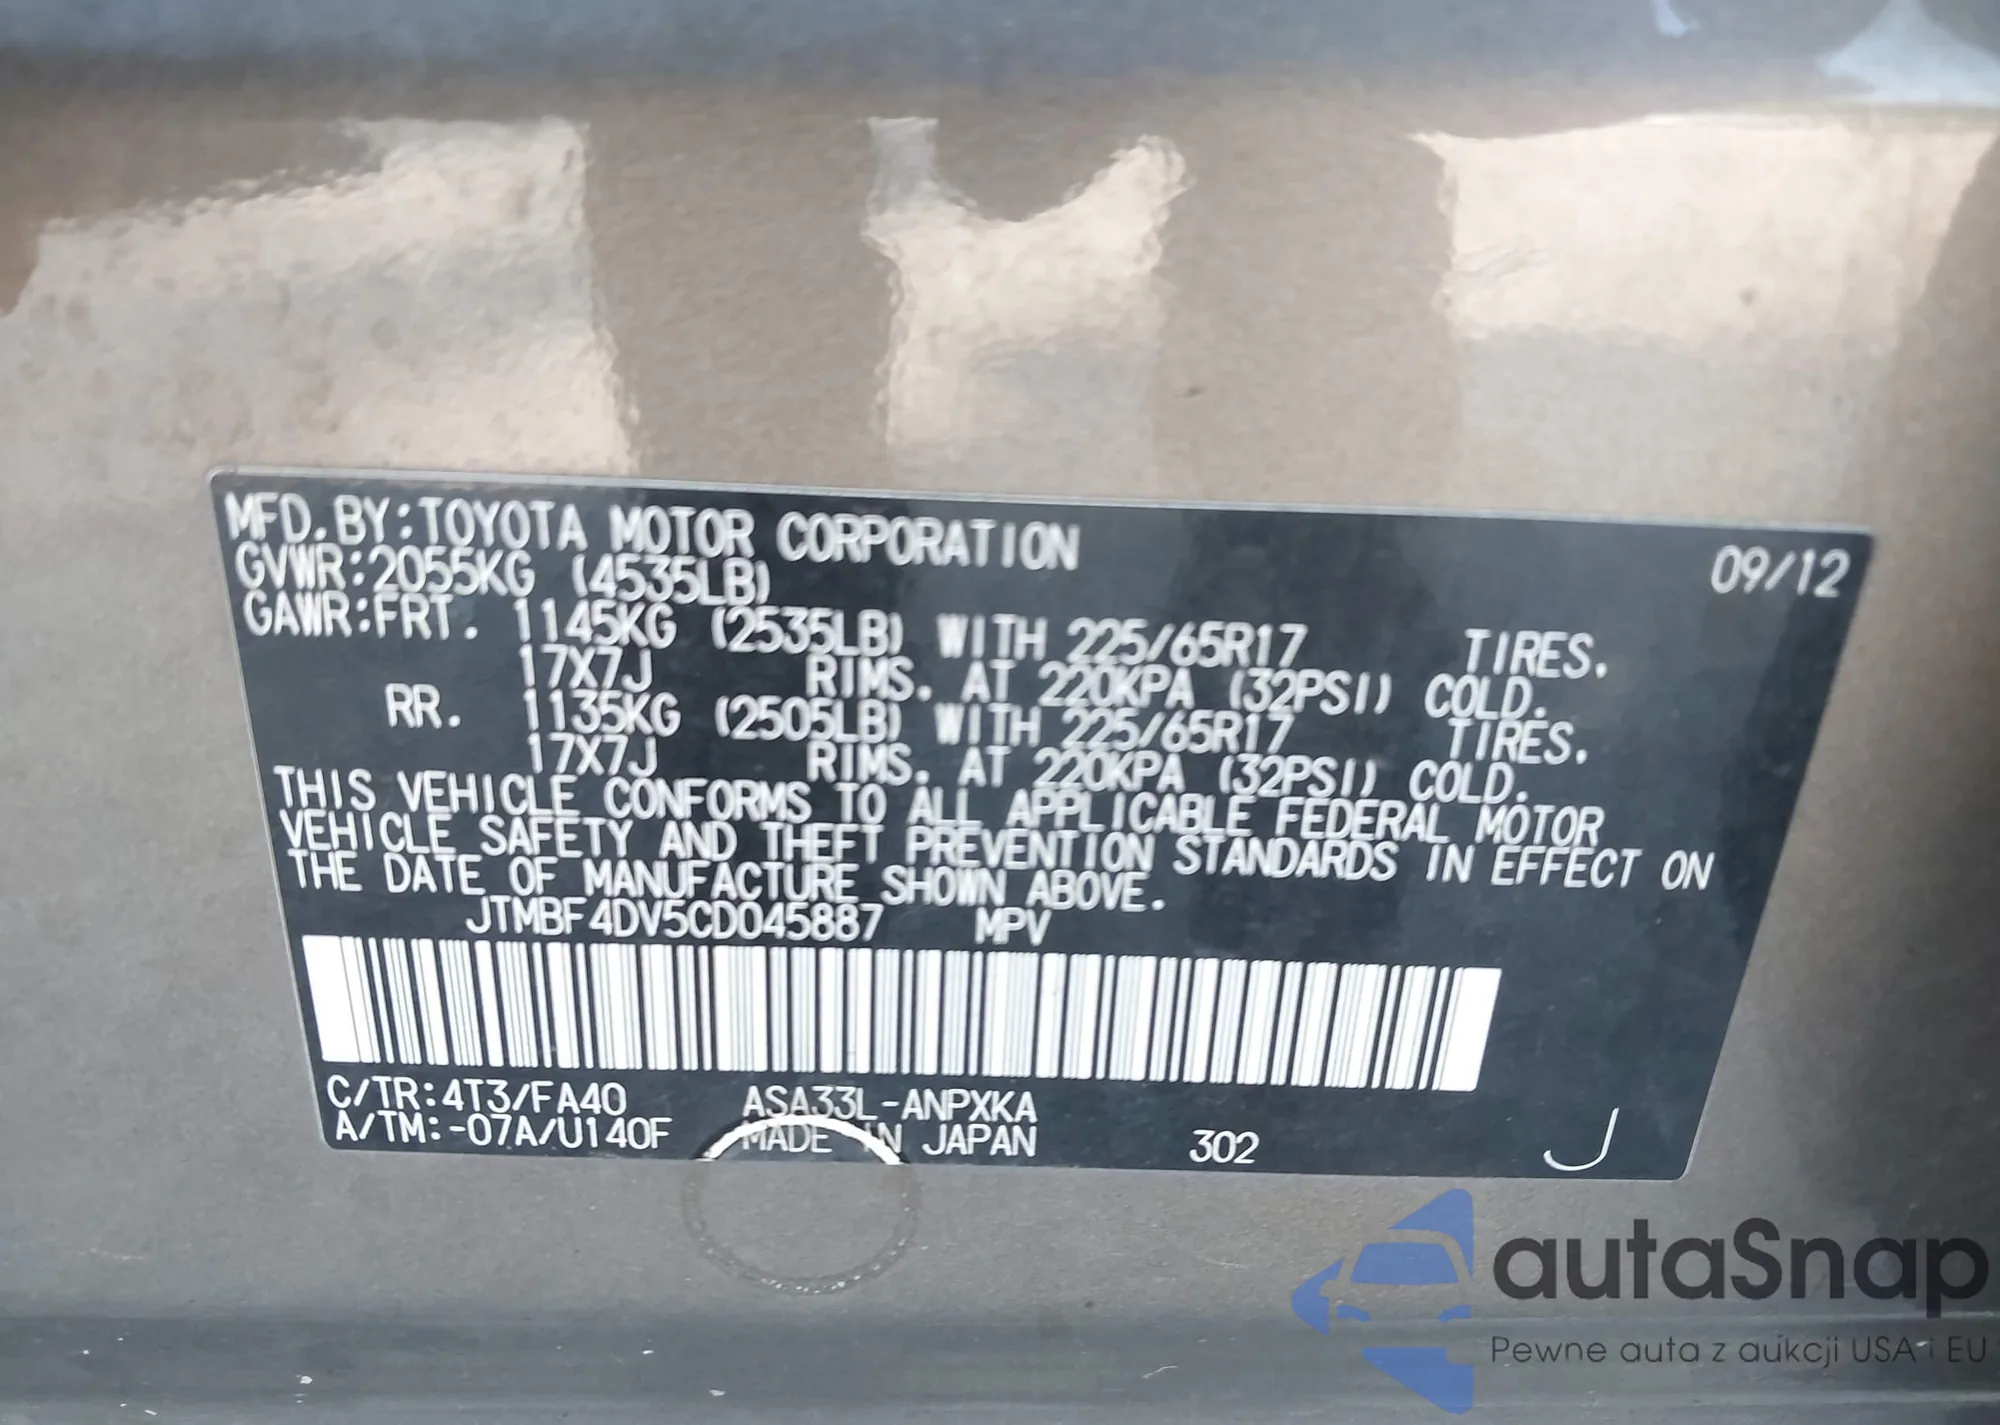 MFD.BY:TOYOTA MOTOR CORPORATION 09/12
GVWR:2055KG (4535LB)
GAWR:FRT. 1145KG (2535LB) WITH 225/65R17 TIRES.
17X7J RIMS. AT 220KPA (32PSI) COLD.
RR. 1135KG (2505LB) WITH 225/65R17 TIRES.
17X7J RIMS. AT 220KPA (32PSI) COLD.
THIS VEHICLE CONFORMS TO ALL APPLICABLE FEDERAL MOTOR
VEHICLE SAFETY AND THEFT PREVENTION STANDARDS IN EFFECT ON
THE DATE OF MANUFACTURE SHOWN ABOVE.
JTMBF4DV5CD045887 MPV
C/TR:4T3/FA40 ASA33L-ANPXKA
A/TM:-07A/U140F MADE IN JAPAN 302 J
autaSnap
Pewne auta z aukcji USA i EU